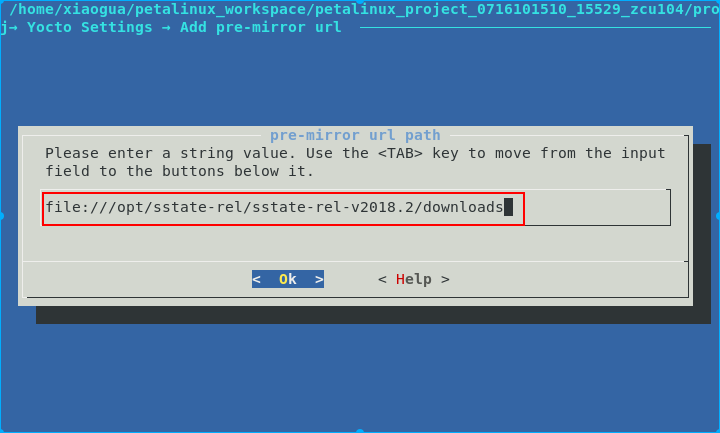 /home/xiaogua/petalinux_workspace/petalinux_project_0716101510_15529_zcu104/pro
j→ Yocto Settings → Add pre-mirror url
pre-mirror url path
Please enter a string value. Use the <TAB> key to move from the input
field to the buttons below it.
file:///opt/sstate-rel/sstate-rel-v2018.2/downloads
< Ok > < Help >